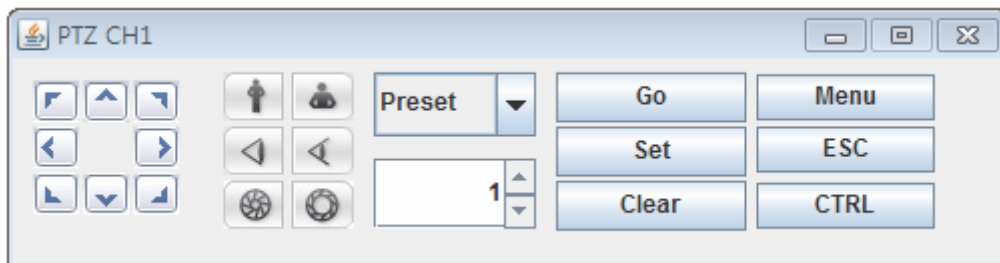 PTZ CH1
Preset
Go
Menu
1
Set
ESC
Clear
CTRL